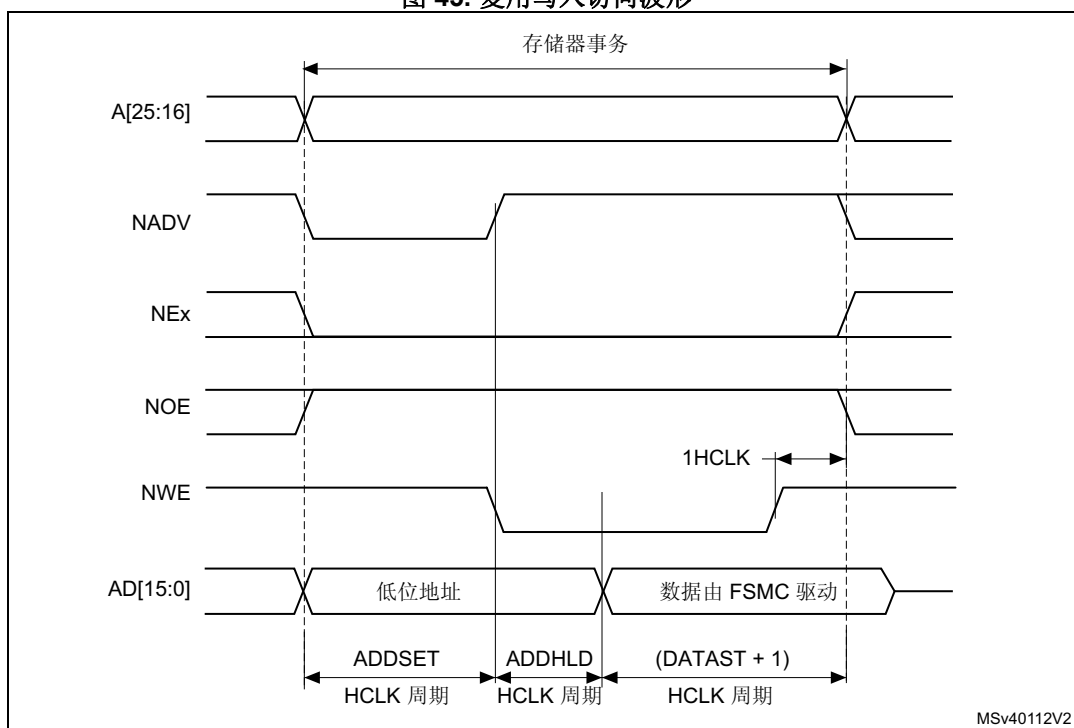 存储器事务
A[25:16]
NADV
NEx
NOE
1HCLK
NWE
AD[15:0]
低位地址
数据由 FSMC 驱动
ADDSET
ADDHLD
(DATAST + 1)
HCLK 周期
HCLK 周期
HCLK 周期
MSv40112V2